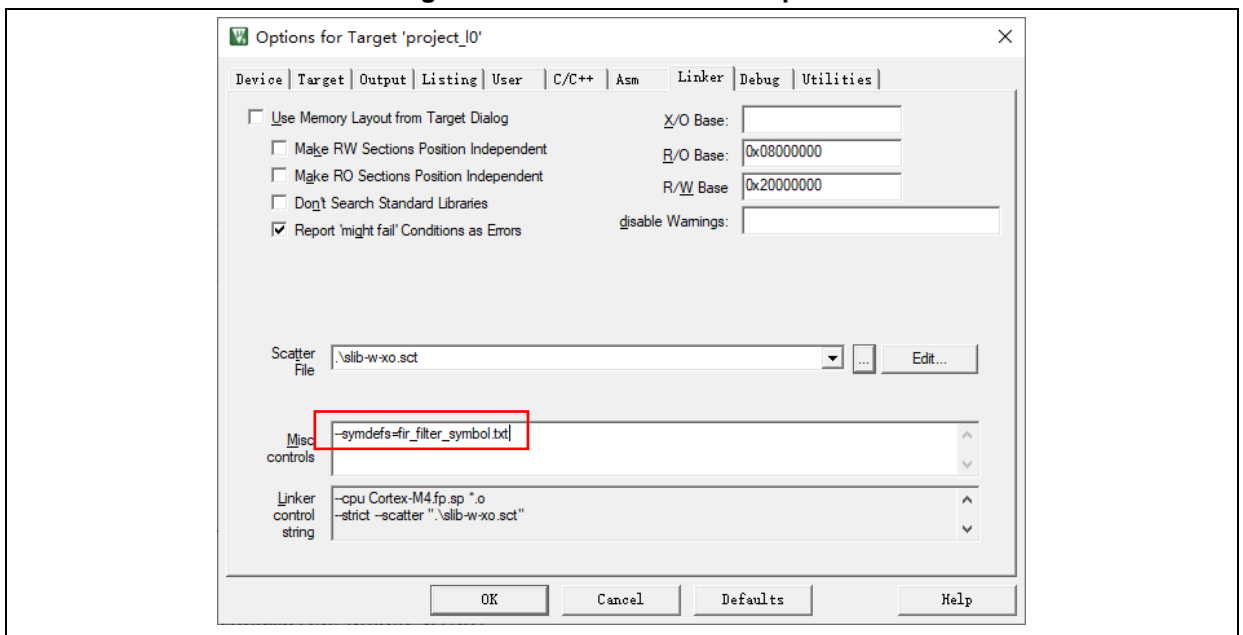 Options for Target 'project_l0'
Device Target Output Listing User C/C++ Asm Linker Debug Utilities
Use Memory Layout from Target Dialog
X/O Base:
Make RW Sections Position Independent
R/O Base: 0x08000000
Make RO Sections Position Independent
R/W Base 0x20000000
Don't Search Standard Libraries
disable Warnings:
Report 'might fail' Conditions as Errors
Scatter File .\slib-w-xo.sct ... Edit...
Misc controls --symdefs=fir_filter_symbol.txt
Linker control string --cpu Cortex-M4.fp.sp *.o
--strict --scatter ".\slib-w-xo.sct"
OK Cancel Defaults Help